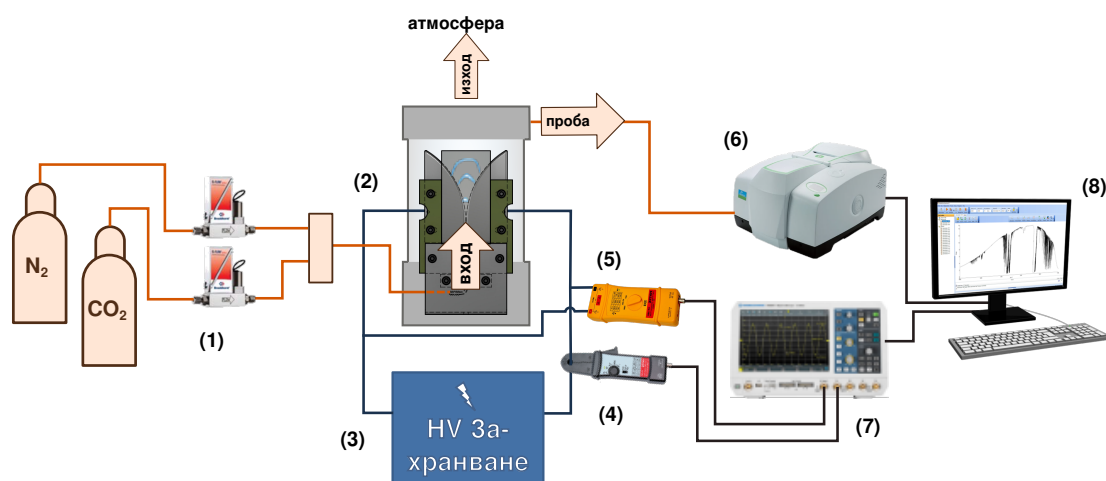 атмосфера
изход
проба
(6)
(2)
(8)
N2
вход
(5)
CO2
(1)
(3)
HV За-
хранване
(4)
(7)